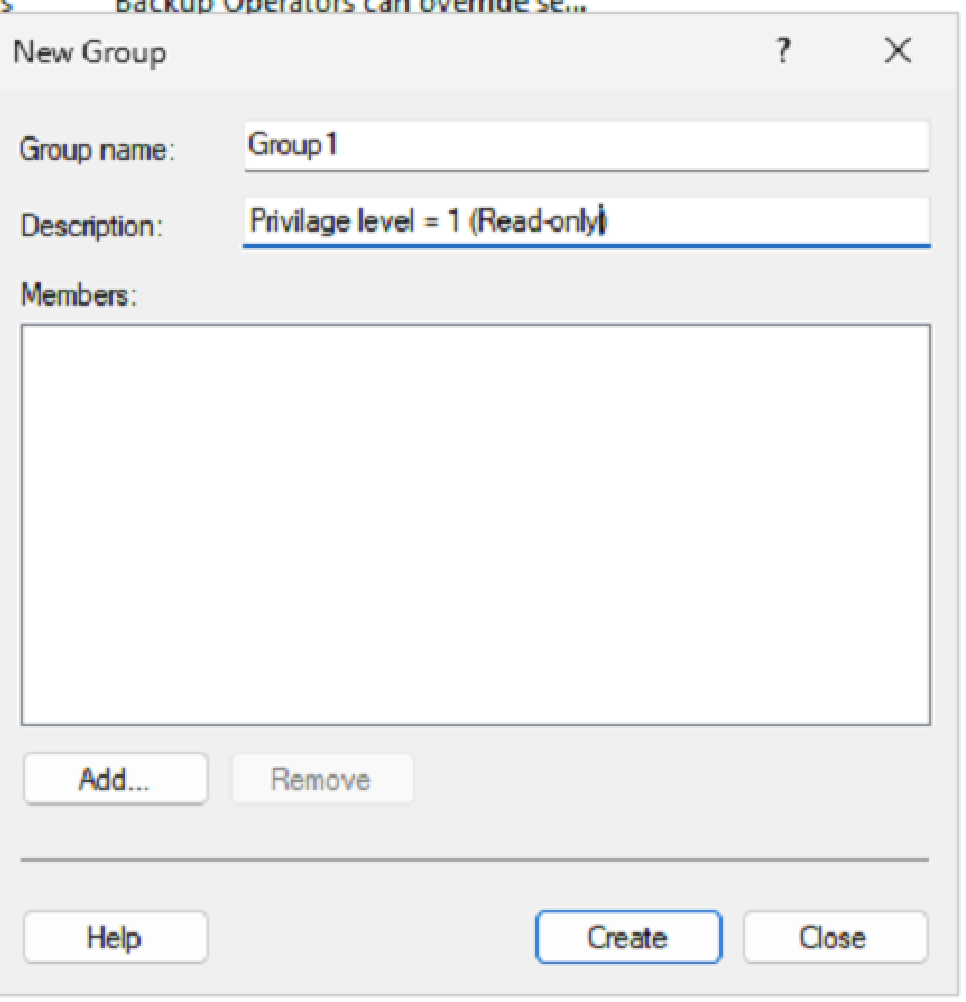 s Backup Operators can override se...
New Group ? ×
Group name: Group1
Description: Privilage level = 1 (Read-only)
Members:
Add... Remove
Help Create Close